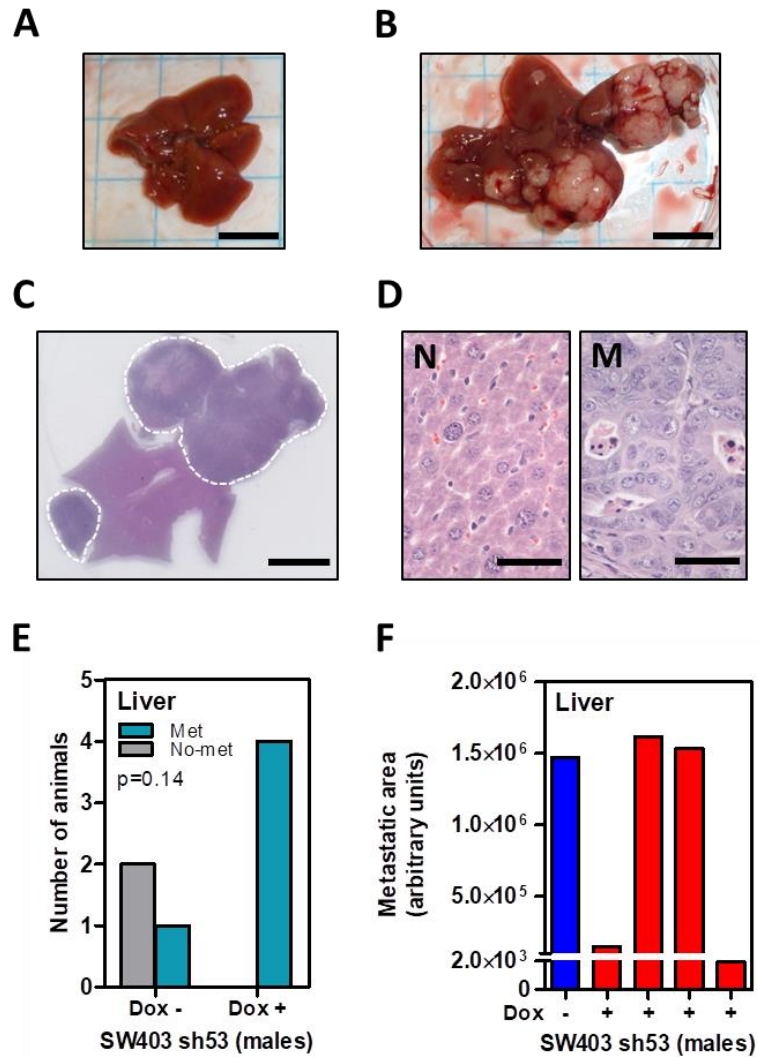 A
B
C
D
N
M
E
5
4
3
2
1
0
Number of animals
Liver
Met
No-met
p=0.14
Dox -
Dox +
SW403 sh53 (males)
F
2.0×10⁶
1.5×10⁶
1.0×10⁶
5.0×10⁵
2.0×10³
0
Metastatic area
(arbitrary units)
Liver
Dox - + + + +
SW403 sh53 (males)